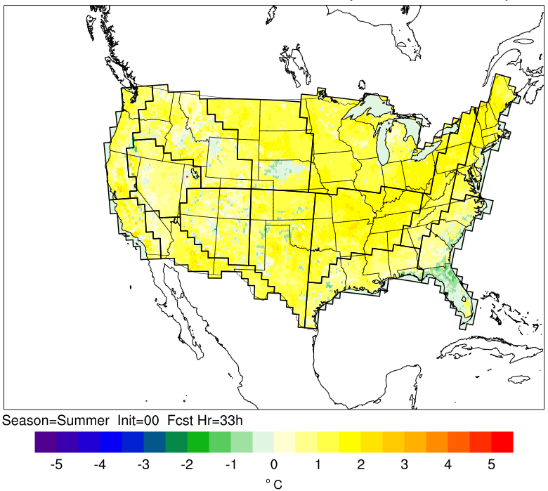 Season=Summer Init=00 Fcst Hr=33h
-5 -4 -3 -2 -1 0 1 2 3 4 5
°C